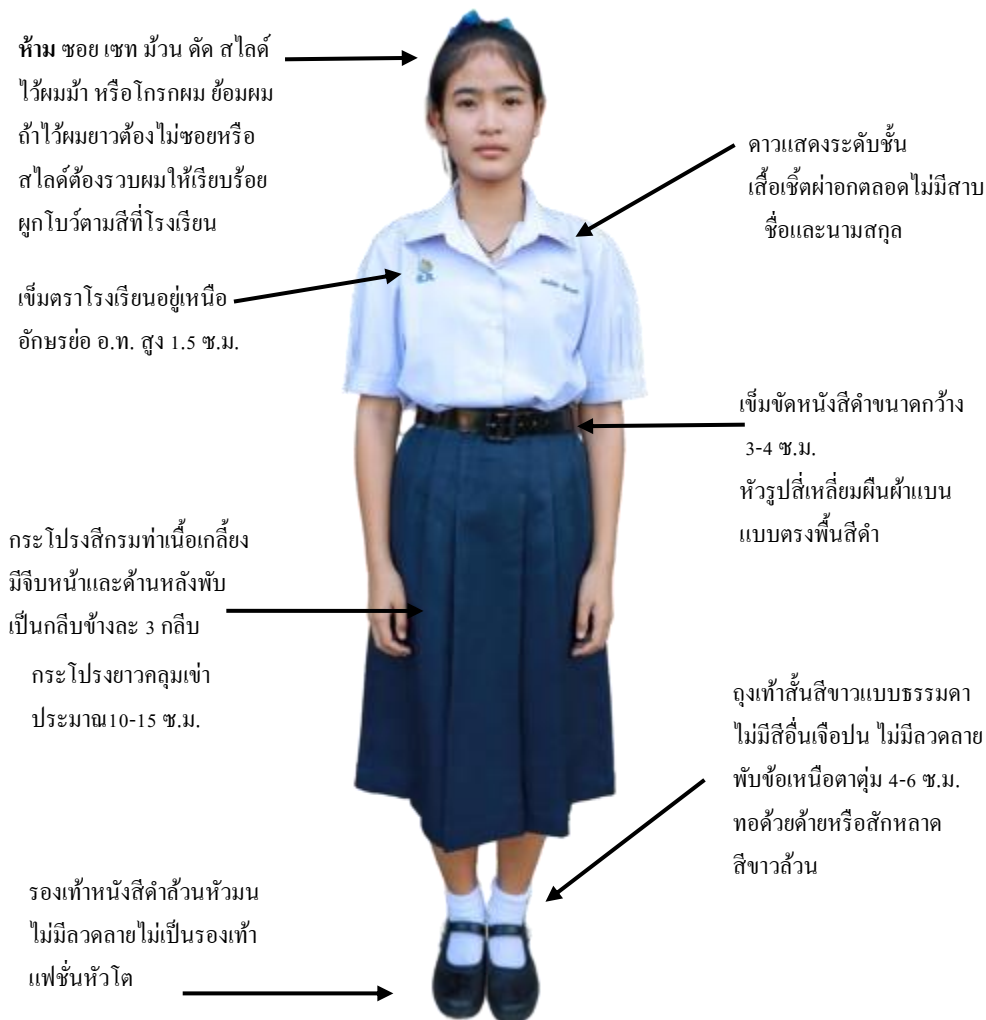 ห้าม ซอย เซท ม้วน ดัด สไลด์
ไว้ผมม้า หรือโกรกผม ย้อมผม
ถ้าไว้ผมยาวต้องไม่ซอยหรือ
สไลด์ต้องรวบผมให้เรียบร้อย
ผูกโบว์ตามสีที่โรงเรียน
เข็มตราโรงเรียนอยู่เหนือ
อักษรย่อ อ.ท. สูง 1.5 ซ.ม.
กระโปรงสีกรมท่าเนื้อเกลี้ยง
มีจีบหน้าและด้านหลังพับ
เป็นกลีบข้างละ 3 กลีบ
กระโปรงยาวคลุมเข่า
ประมาณ10-15 ซ.ม.
รองเท้าหนังสีดำล้วนหัวมน
ไม่มีลวดลายไม่เป็นรองเท้า
แฟชั่นหัวโต
ดาวแสดงระดับชั้น
เสื้อเชิ้ตผ่าอกตลอดไม่มีสาบ
ชื่อและนามสกุล
เข็มขัดหนังสีดำขนาดกว้าง
3-4 ซ.ม.
หัวรูปสี่เหลี่ยมผืนผ้าแบน
แบบตรงพื้นสีดำ
ถุงเท้าสั้นสีขาวแบบธรรมดา
ไม่มีสีอื่นเจือปน ไม่มีลวดลาย
พับข้อเหนือตาตุ่ม 4-6 ซ.ม.
ทอด้วยด้ายหรือสักหลาด
สีขาวล้วน